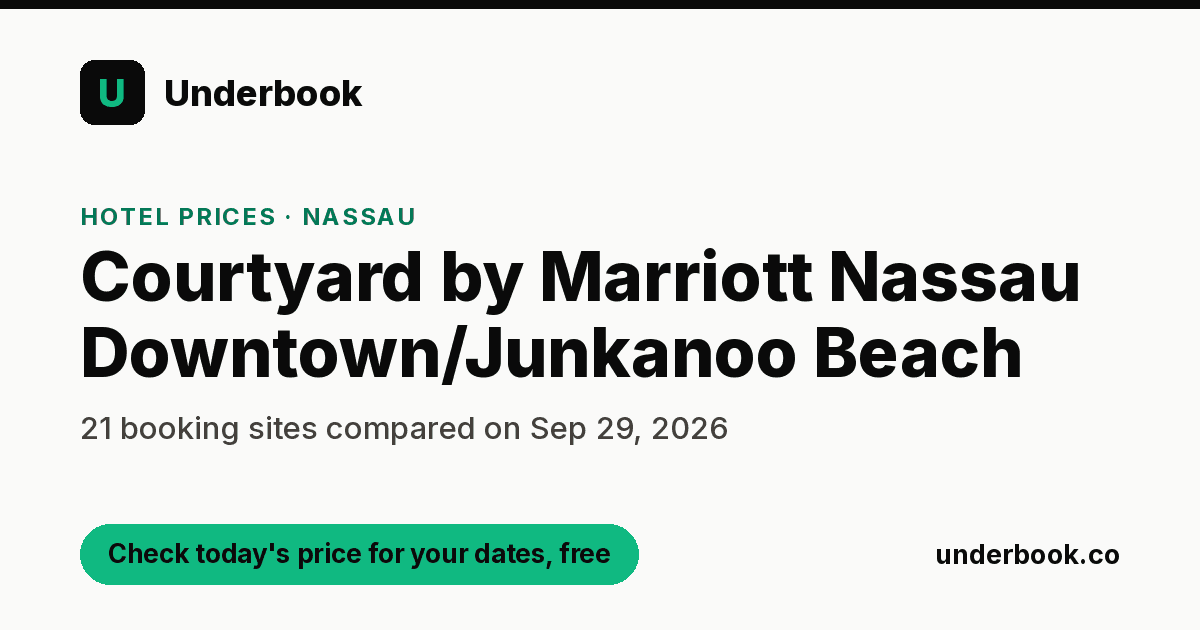 U
Underbook
HOTEL PRICES · NASSAU
Courtyard by Marriott Nassau
Downtown/Junkanoo Beach
21 booking sites compared on Sep 29, 2026
Check today's price for your dates, free
underbook.co